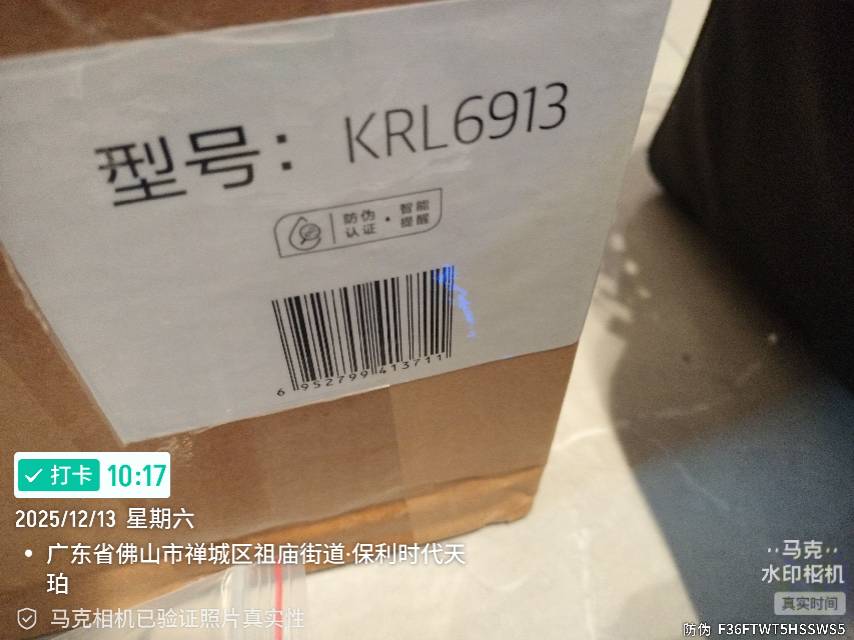 型号：KRL6913
防伪认证·智能提醒
6 952799 413711
打卡 10:17
2025/12/13 星期六
广东省佛山市禅城区祖庙街道·保利时代天
珀
马克相机已验证照片真实性
马克
水印相机
真实时间
防伪 F36FTWT5HSSWS5